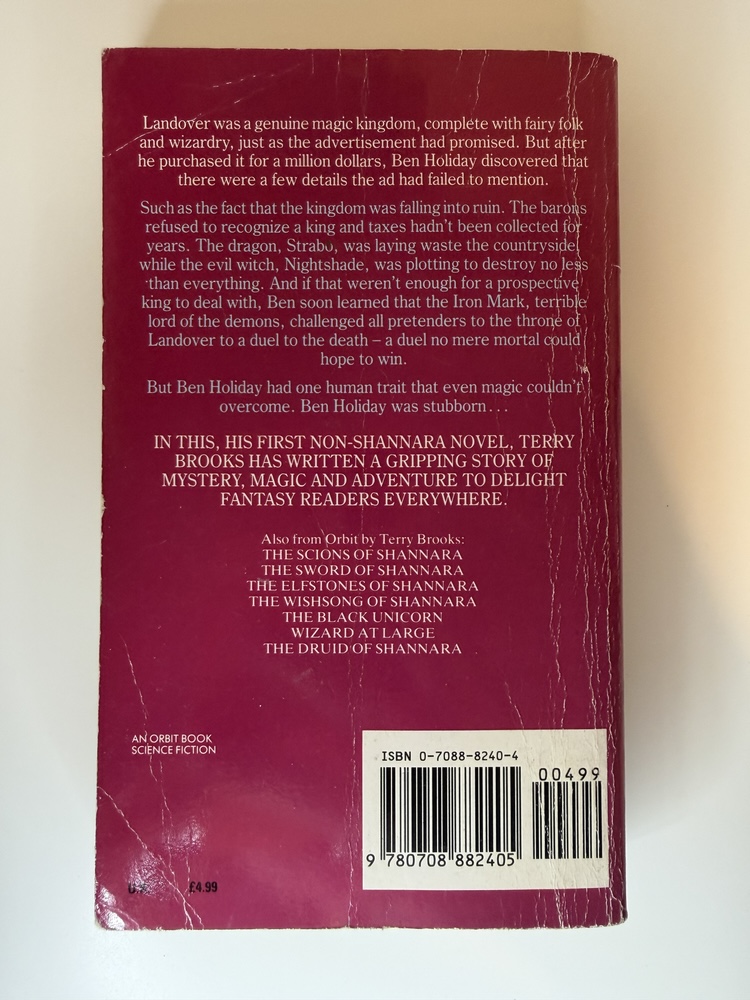 Landover was a genuine magic kingdom, complete with fairy folk
and wizardry, just as the advertisement had promised. But after
he purchased it for a million dollars, Ben Holiday discovered that
there were a few details the ad had failed to mention.
Such as the fact that the kingdom was falling into ruin. The barons
refused to recognize a king and taxes hadn't been collected for
years. The dragon, Strabo, was laying waste the countryside,
while the evil witch, Nightshade, was plotting to destroy no less
than everything. And if that weren't enough for a prospective
king to deal with, Ben soon learned that the Iron Mark, terrible
lord of the demons, challenged all pretenders to the throne of
Landover to a duel to the death – a duel no mere mortal could
hope to win.
But Ben Holiday had one human trait that even magic couldn't
overcome. Ben Holiday was stubborn . . .
IN THIS, HIS FIRST NON-SHANNARA NOVEL, TERRY
BROOKS HAS WRITTEN A GRIPPING STORY OF
MYSTERY, MAGIC AND ADVENTURE TO DELIGHT
FANTASY READERS EVERYWHERE.
Also from Orbit by Terry Brooks:
THE SCIONS OF SHANNARA
THE SWORD OF SHANNARA
THE ELFSTONES OF SHANNARA
THE WISHSONG OF SHANNARA
THE BLACK UNICORN
WIZARD AT LARGE
THE DRUID OF SHANNARA
AN ORBIT BOOK
SCIENCE FICTION
ISBN 0-7088-8240-4
00499
9 780708 882405
£4.99